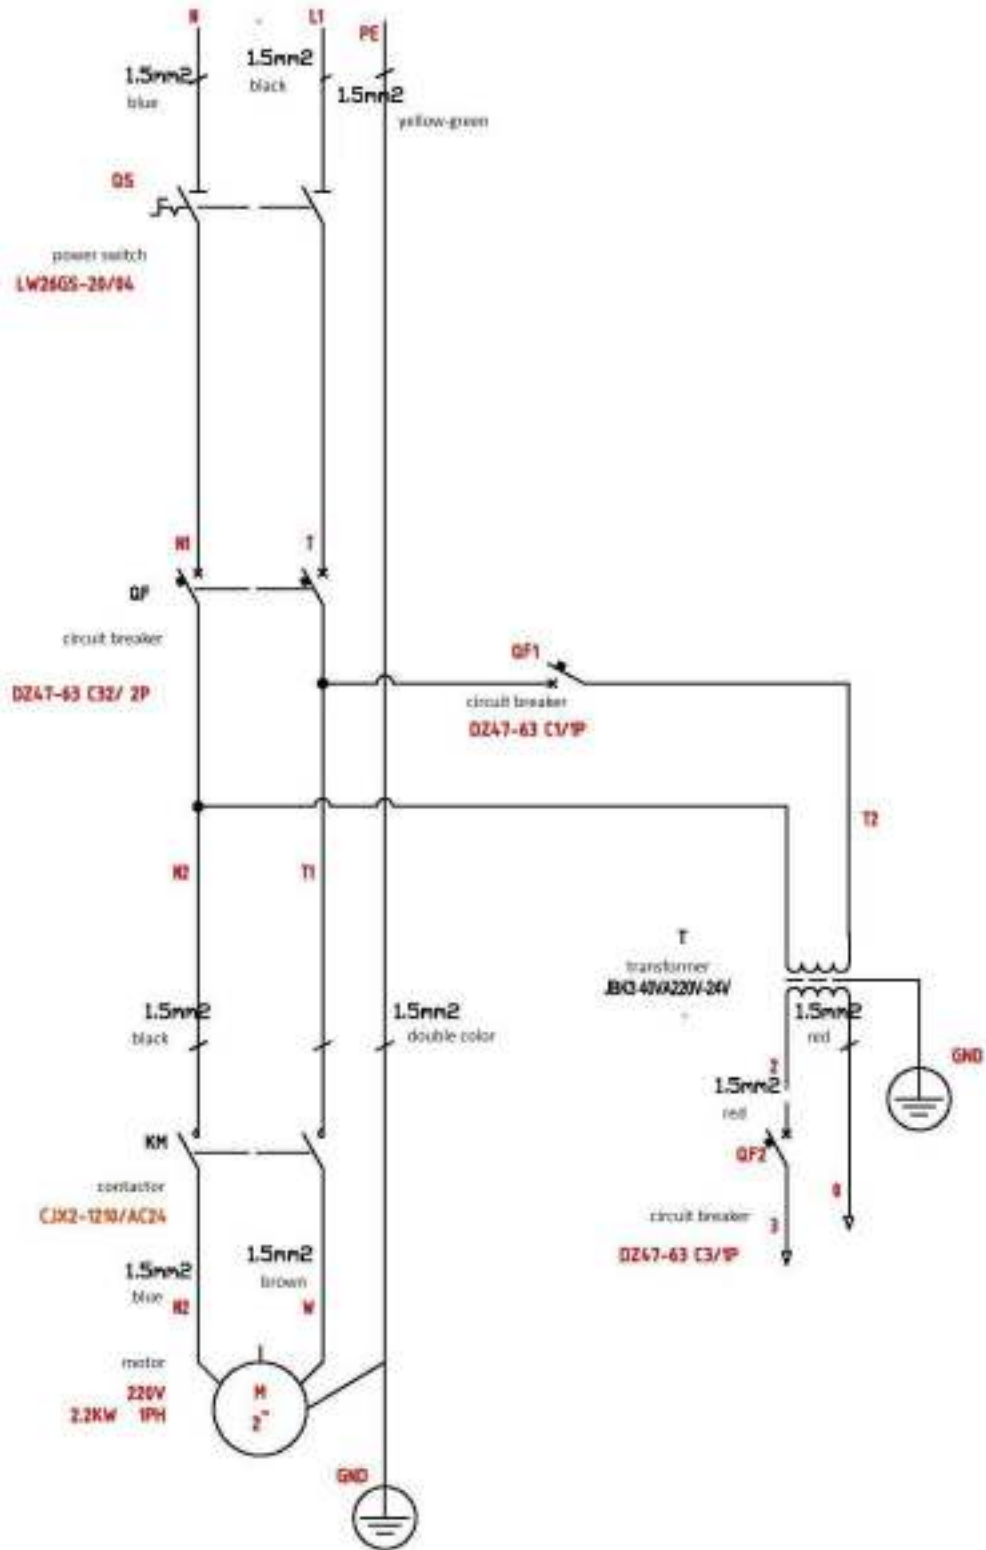 N
L1
PE
1.5mm2
1.5mm2
blue
black
1.5mm2
yellow-green
QS
power switch
LW26GS-20/04
N1
T
QF
circuit breaker
DZ47-63 C32/ 2P
QF1
circuit breaker
DZ47-63 C1/1P
T2
N2
T1
T
transformer
JBK3-40VA220V-24V
1.5mm2
black
1.5mm2
double color
1.5mm2
red
GND
2
1.5mm2
red
KM
QF2
contactor
CJX2-1210/AC24
0
circuit breaker
3
DZ47-63 C3/1P
1.5mm2
brown
1.5mm2
blue
N2
W
motor
220V
2.2KW 1PH
M
2~
GND